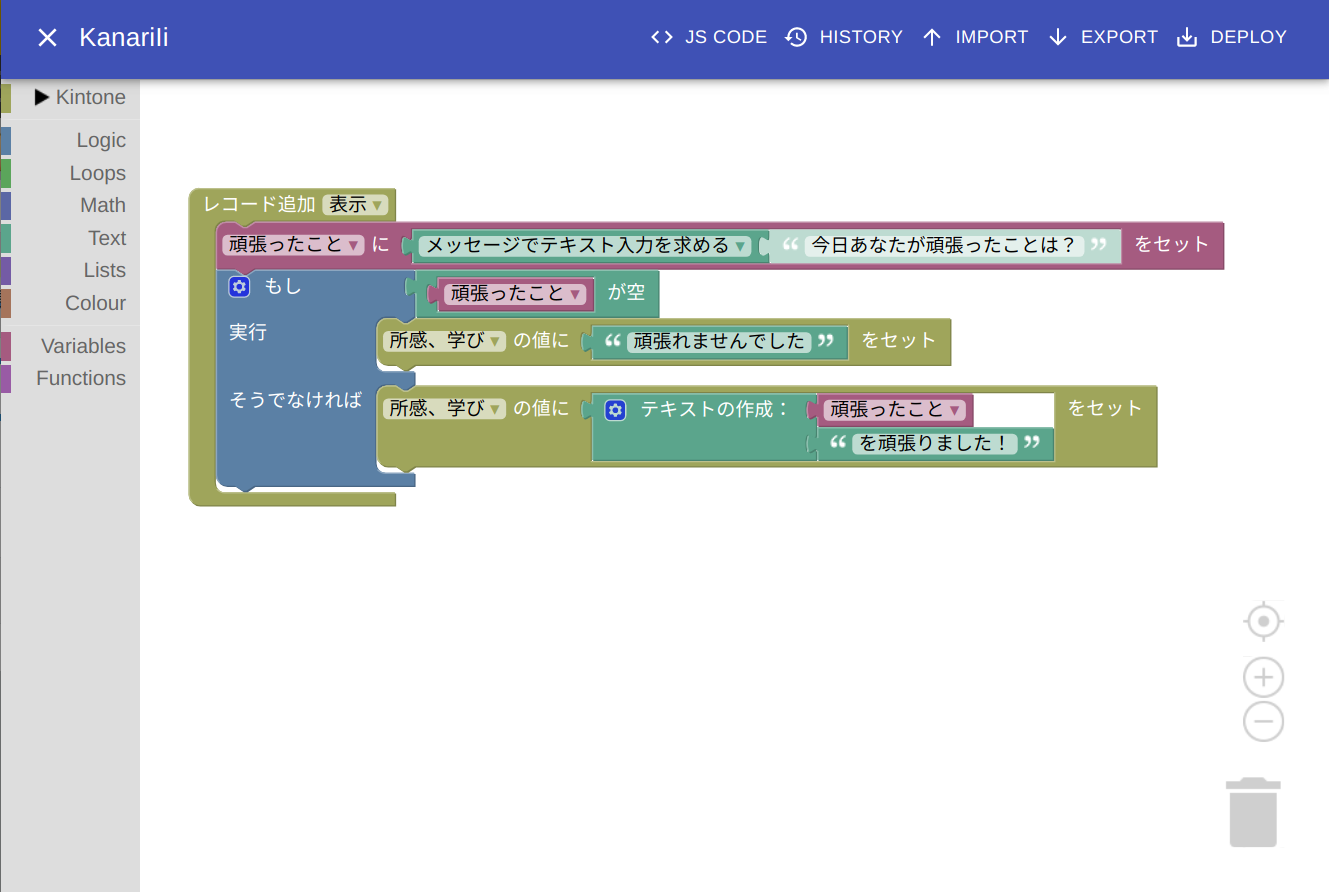 Kanarili
JS CODE HISTORY IMPORT EXPORT DEPLOY
Kintone
Logic
Loops
Math
Text
Lists
Colour
Variables
Functions
レコード追加 表示▼
頑張ったこと▼ に メッセージでテキスト入力を求める▼ “ 今日あなたが頑張ったことは？ ” をセット
もし 頑張ったこと▼ が空
実行 所感、学び▼ の値に “ 頑張れませんでした ” をセット
そうでなければ 所感、学び▼ の値に テキストの作成： 頑張ったこと▼ をセット
“ を頑張りました！ ”